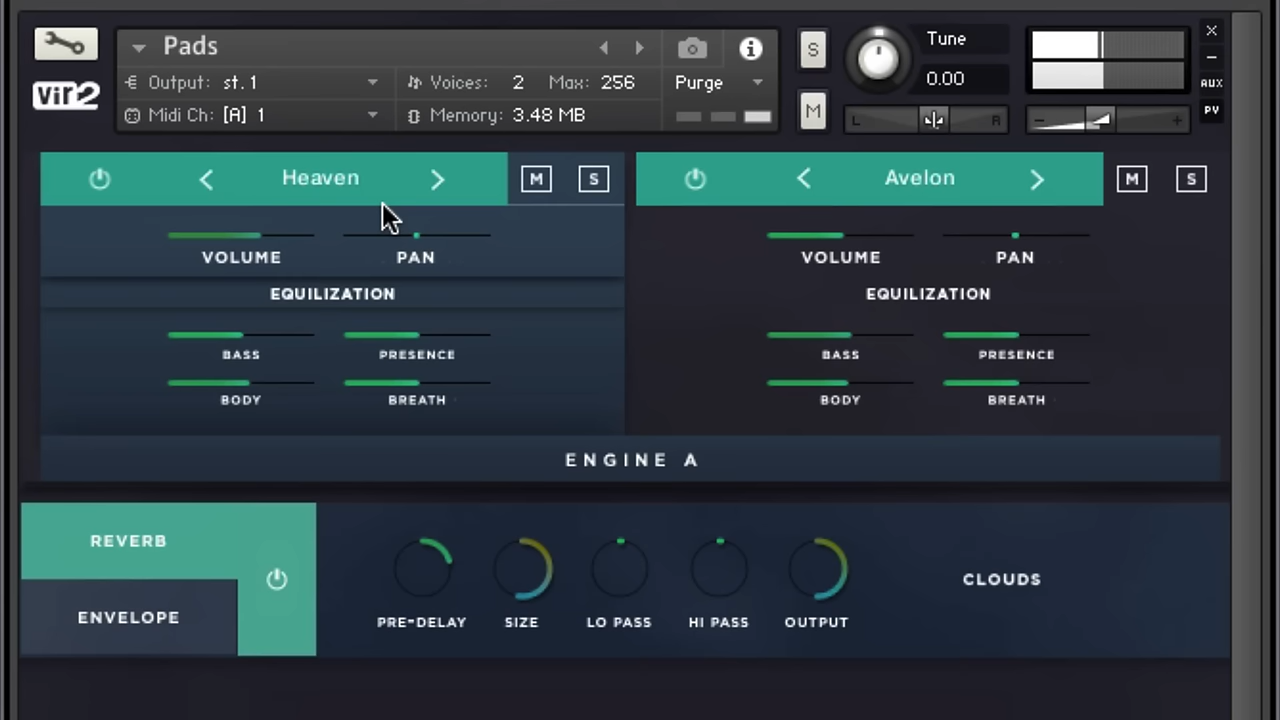 Pads
vir2
Output: st. 1
Voices: 2 Max: 256
Purge
Midi Ch: [A] 1
Memory: 3.48 MB
S
M
Tune
0.00
L R
- +
X
–
AUX
PV
Heaven
M S
Avelon
M S
VOLUME PAN
EQUILIZATION
BASS PRESENCE
BODY BREATH
VOLUME PAN
EQUILIZATION
BASS PRESENCE
BODY BREATH
ENGINE A
REVERB
ENVELOPE
PRE-DELAY SIZE LO PASS HI PASS OUTPUT
CLOUDS